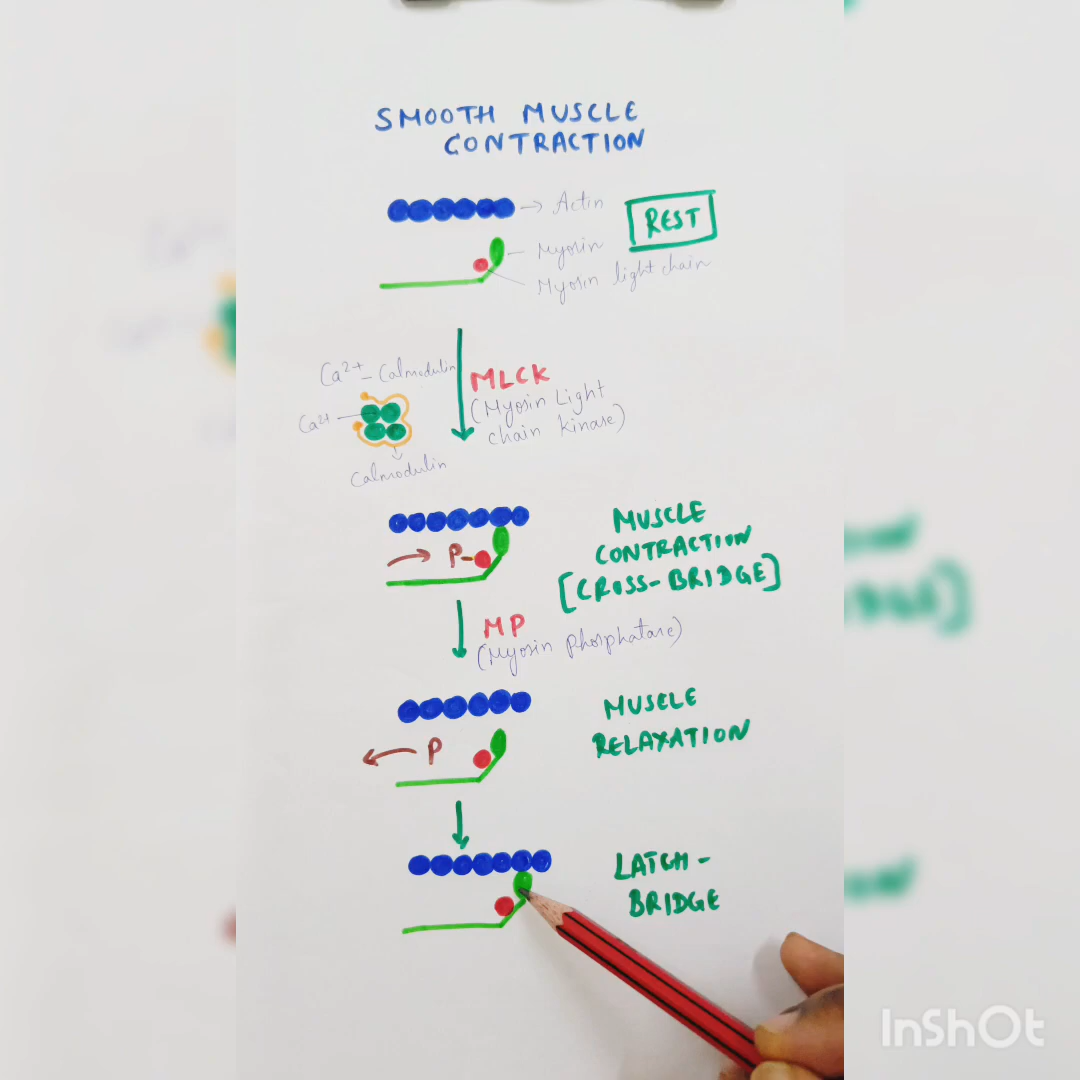 SMOOTH MUSCLE
CONTRACTION
Actin
REST
Myosin
Myosin light chain
Ca2+ - Calmodulin
MLCK
(Myosin Light
chain kinase)
Ca2+
Calmodulin
MUSCLE
CONTRACTION
[CROSS-BRIDGE]
P
MP
(Myosin phosphatase)
MUSCLE
RELAXATION
P
LATCH-
BRIDGE
InShOt